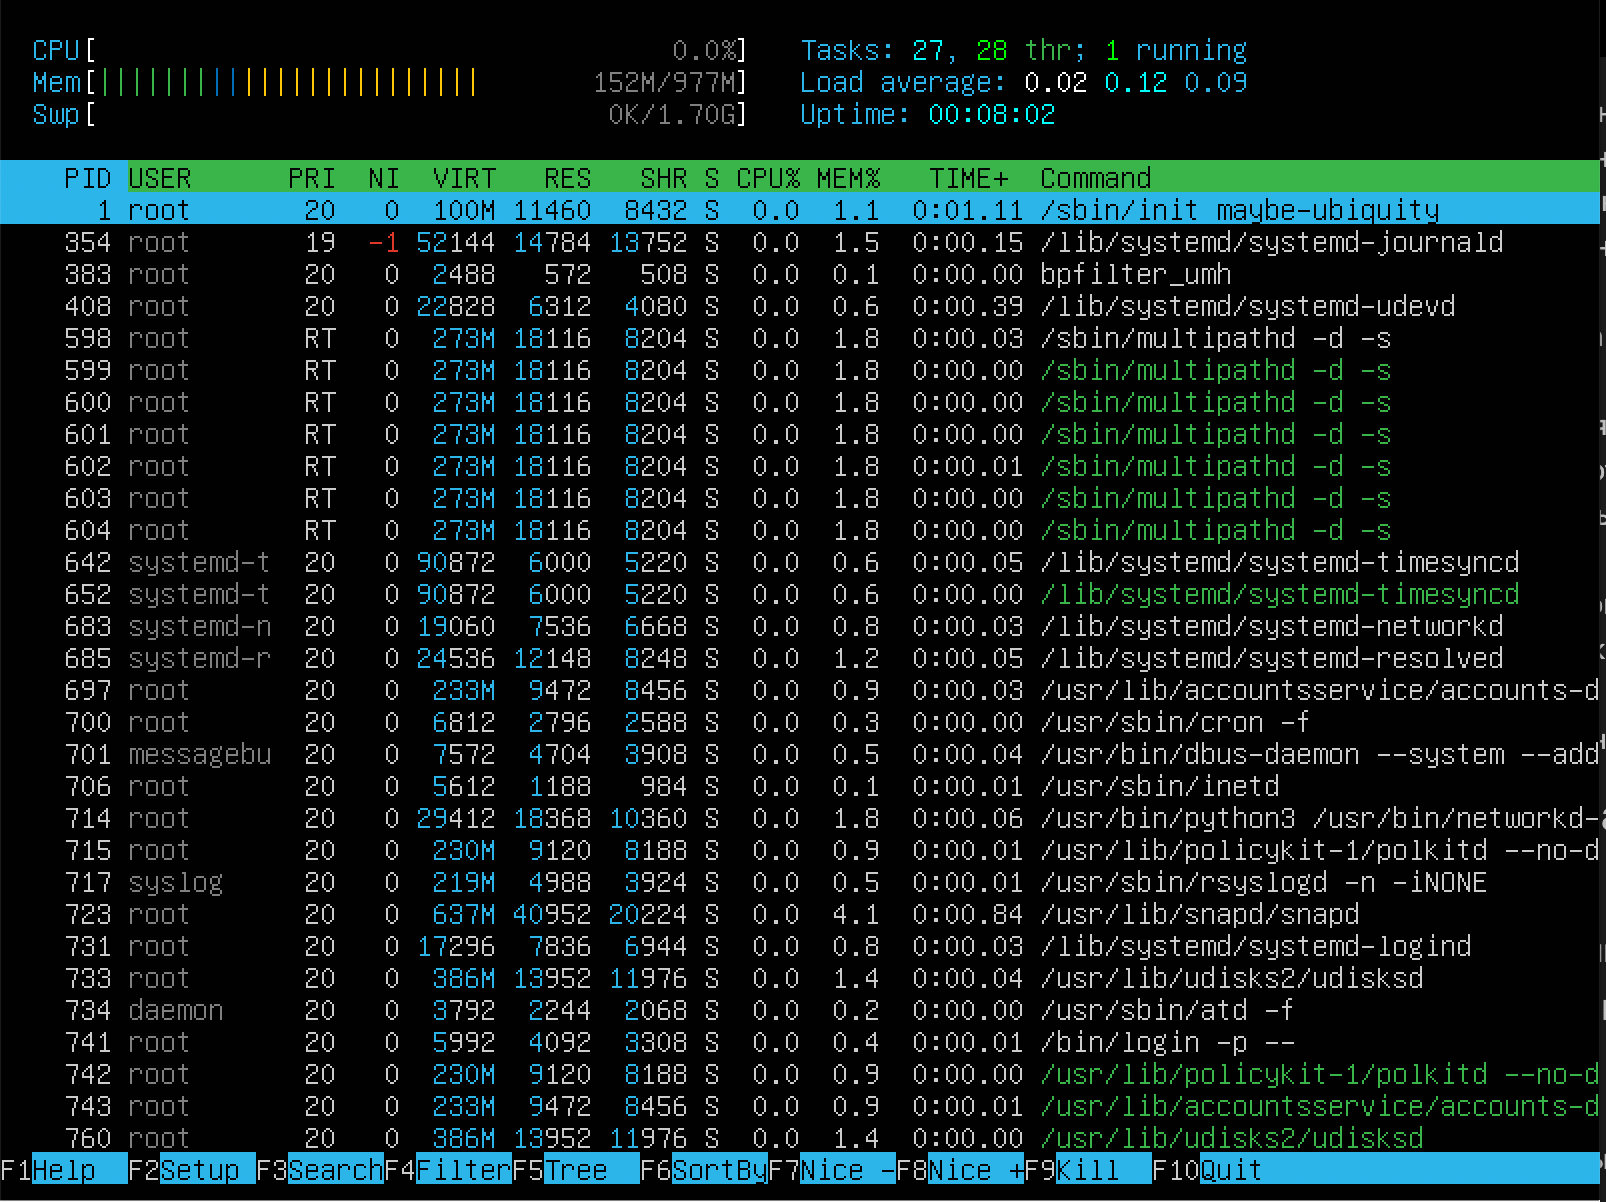 CPU[ 0.0%] Tasks: 27, 28 thr; 1 running
Mem[|||||||||||||||||||||||| 152M/977M] Load average: 0.02 0.12 0.09
Swp[ 0K/1.70G] Uptime: 00:08:02
PID USER PRI NI VIRT RES SHR S CPU% MEM% TIME+ Command
1 root 20 0 100M 11460 8432 S 0.0 1.1 0:01.11 /sbin/init maybe-ubiquity
354 root 19 -1 52144 14784 13752 S 0.0 1.5 0:00.15 /lib/systemd/systemd-journald
383 root 20 0 2488 572 508 S 0.0 0.1 0:00.00 bpfilter_umh
408 root 20 0 22828 6312 4080 S 0.0 0.6 0:00.39 /lib/systemd/systemd-udevd
598 root RT 0 273M 18116 8204 S 0.0 1.8 0:00.03 /sbin/multipathd -d -s
599 root RT 0 273M 18116 8204 S 0.0 1.8 0:00.00 /sbin/multipathd -d -s
600 root RT 0 273M 18116 8204 S 0.0 1.8 0:00.00 /sbin/multipathd -d -s
601 root RT 0 273M 18116 8204 S 0.0 1.8 0:00.00 /sbin/multipathd -d -s
602 root RT 0 273M 18116 8204 S 0.0 1.8 0:00.01 /sbin/multipathd -d -s
603 root RT 0 273M 18116 8204 S 0.0 1.8 0:00.00 /sbin/multipathd -d -s
604 root RT 0 273M 18116 8204 S 0.0 1.8 0:00.00 /sbin/multipathd -d -s
642 systemd-t 20 0 90872 6000 5220 S 0.0 0.6 0:00.05 /lib/systemd/systemd-timesyncd
652 systemd-t 20 0 90872 6000 5220 S 0.0 0.6 0:00.00 /lib/systemd/systemd-timesyncd
683 systemd-n 20 0 19060 7536 6668 S 0.0 0.8 0:00.03 /lib/systemd/systemd-networkd
685 systemd-r 20 0 24536 12148 8248 S 0.0 1.2 0:00.05 /lib/systemd/systemd-resolved
697 root 20 0 233M 9472 8456 S 0.0 0.9 0:00.03 /usr/lib/accountsservice/accounts-d
700 root 20 0 6812 2796 2588 S 0.0 0.3 0:00.00 /usr/sbin/cron -f
701 messagebu 20 0 7572 4704 3908 S 0.0 0.5 0:00.04 /usr/bin/dbus-daemon --system --add
706 root 20 0 5612 1188 984 S 0.0 0.1 0:00.01 /usr/sbin/inetd
714 root 20 0 29412 18368 10360 S 0.0 1.8 0:00.06 /usr/bin/python3 /usr/bin/networkd-
715 root 20 0 230M 9120 8188 S 0.0 0.9 0:00.01 /usr/lib/policykit-1/polkitd --no-d
717 syslog 20 0 219M 4988 3924 S 0.0 0.5 0:00.01 /usr/sbin/rsyslogd -n -iNONE
723 root 20 0 637M 40952 20224 S 0.0 4.1 0:00.84 /usr/lib/snapd/snapd
731 root 20 0 17296 7836 6944 S 0.0 0.8 0:00.03 /lib/systemd/systemd-logind
733 root 20 0 386M 13952 11976 S 0.0 1.4 0:00.04 /usr/lib/udisks2/udisksd
734 daemon 20 0 3792 2244 2068 S 0.0 0.2 0:00.00 /usr/sbin/atd -f
741 root 20 0 5992 4092 3308 S 0.0 0.4 0:00.01 /bin/login -p --
742 root 20 0 230M 9120 8188 S 0.0 0.9 0:00.00 /usr/lib/policykit-1/polkitd --no-d
743 root 20 0 233M 9472 8456 S 0.0 0.9 0:00.01 /usr/lib/accountsservice/accounts-d
760 root 20 0 386M 13952 11976 S 0.0 1.4 0:00.00 /usr/lib/udisks2/udisksd
F1Help F2Setup F3SearchF4FilterF5Tree F6SortByF7Nice -F8Nice +F9Kill F10Quit